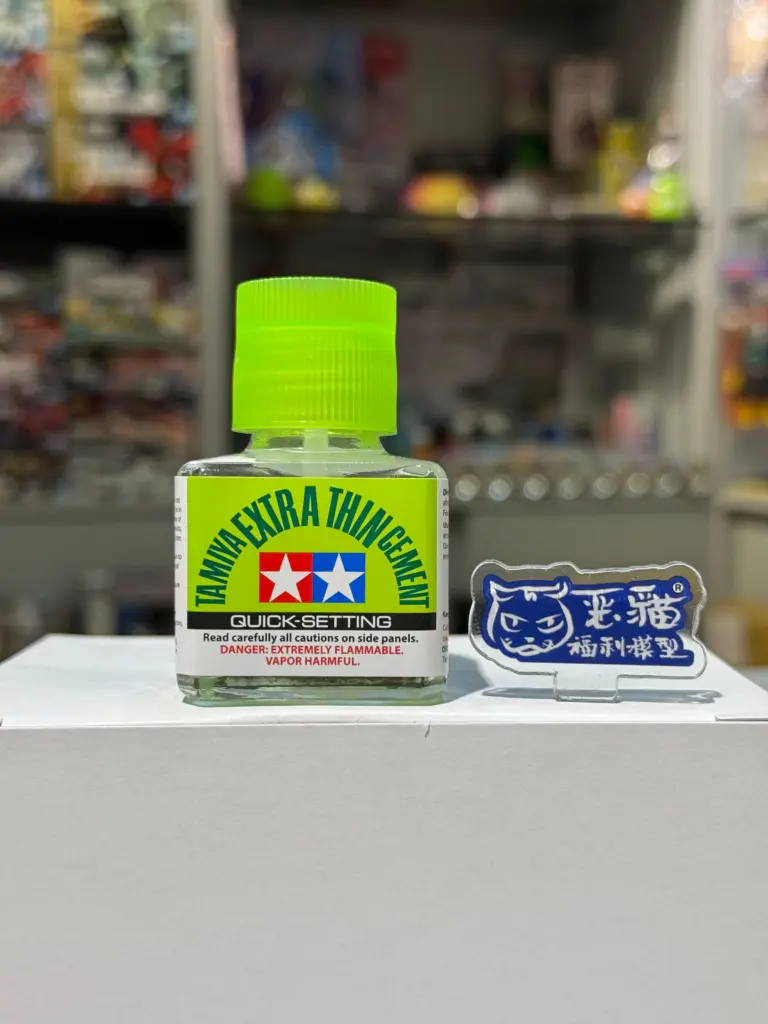 TAMIYA EXTRA THIN CEMENT
QUICK-SETTING
Read carefully all cautions on side panels.
DANGER: EXTREMELY FLAMMABLE.
VAPOR HARMFUL.
恶猫®
福利模型